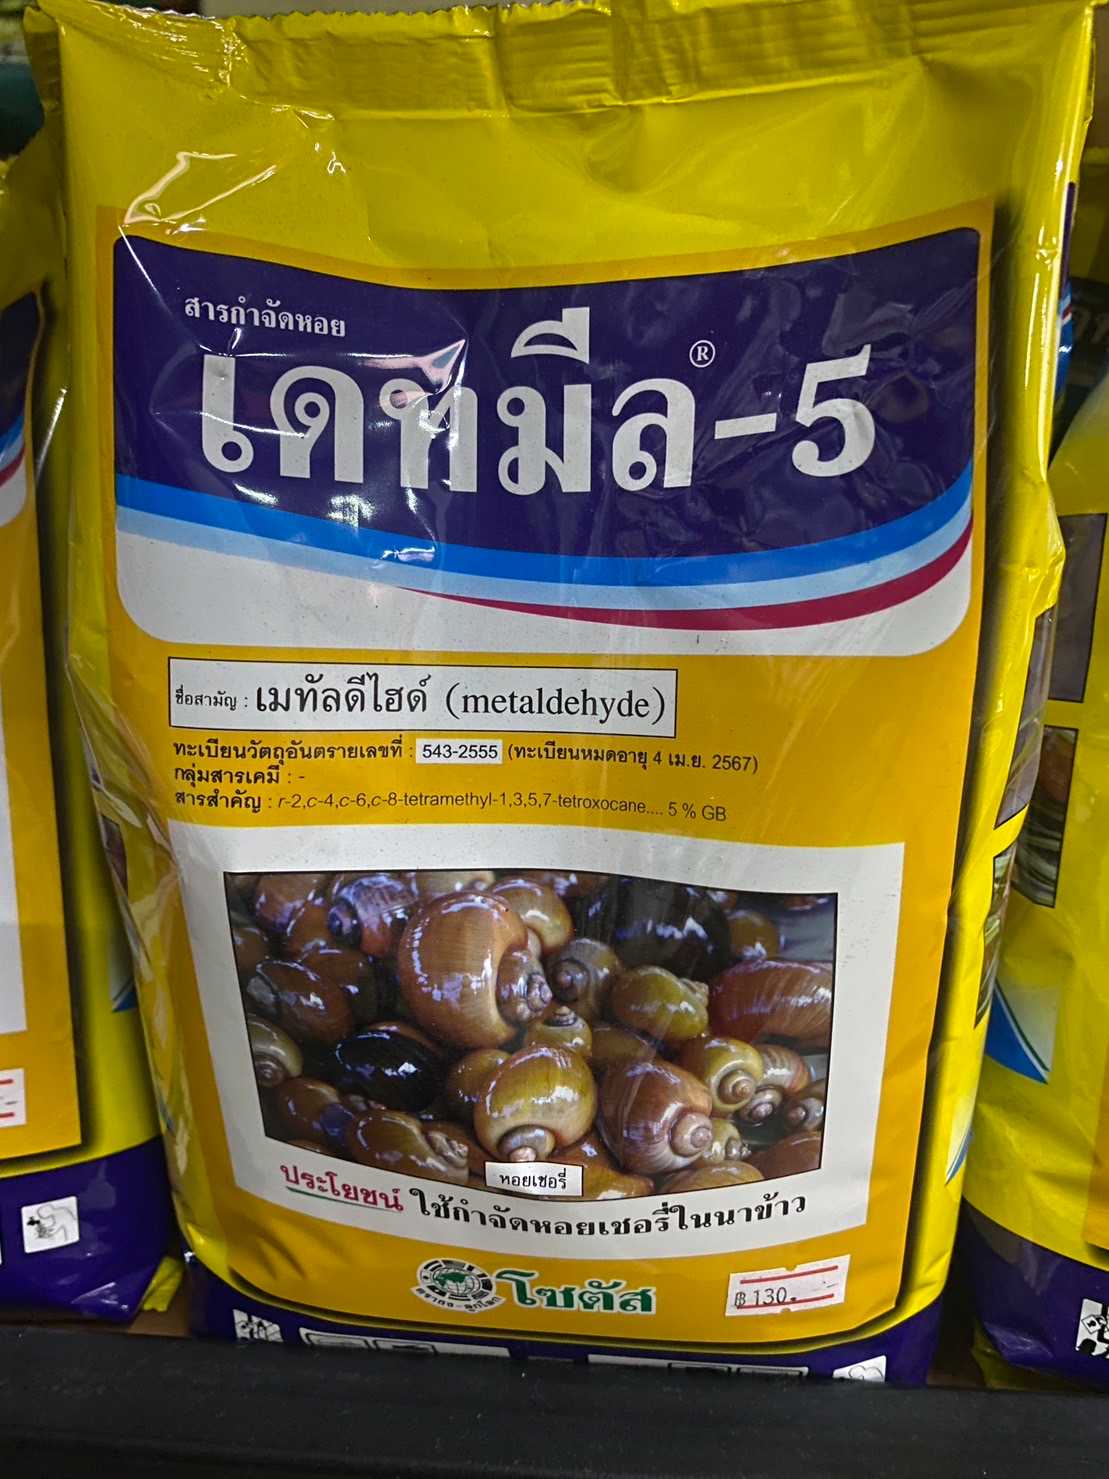 สารกำจัดหอย
เดทมีล®-5
ชื่อสามัญ : เมทัลดีไฮด์ (metaldehyde)
ทะเบียนวัตถุอันตรายเลขที่ : 543-2555 (ทะเบียนหมดอายุ 4 เม.ย. 2567)
กลุ่มสารเคมี : -
สารสำคัญ : r-2,c-4,c-6,c-8-tetramethyl-1,3,5,7-tetroxocane.... 5 % GB
หอยเชอรี่
ประโยชน์ ใช้กำจัดหอยเชอรี่ในนาข้าว
โซตัส
฿ 130.-